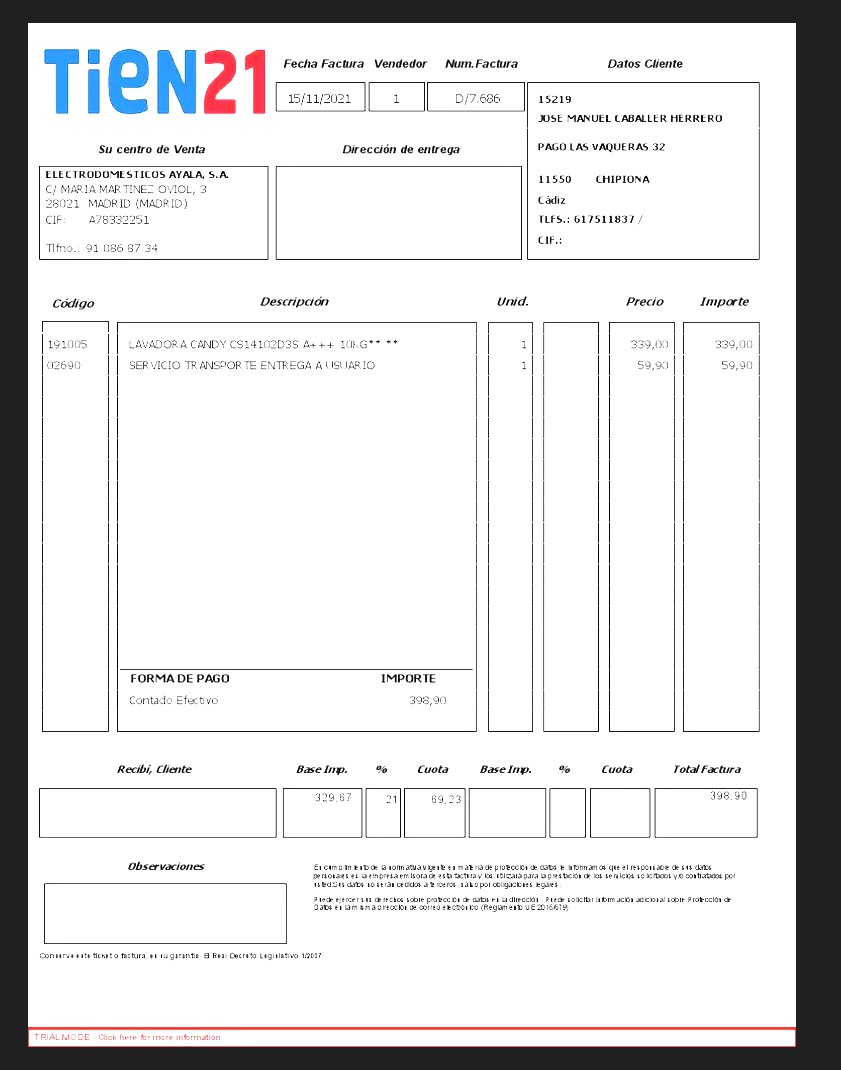 TIEN21
Fecha Factura Vendedor Num.Factura Datos Cliente
15/11/2021 1 D/7.686
15219
JOSE MANUEL CABALLER HERRERO
PAGO LAS VAQUERAS 32
11550 CHIPIONA
Cádiz
TLFS.: 617511837 /
CIF.:
Su centro de Venta Dirección de entrega
ELECTRODOMESTICOS AYALA, S.A.
C/ MARIA MARTINEZ OVIOL, 3
28021 MADRID (MADRID)
CIF: A78332251
Tlfno.: 91 086 87 34
Código Descripción Unid. Precio Importe
191005 LAVADORA CANDY CS14102D3S A+++ 10KG** ** 1 339,00 339,00
02690 SERVICIO TRANSPORTE ENTREGA A USUARIO 1 59,90 59,90
FORMA DE PAGO IMPORTE
Contado Efectivo 398,90
Recibí, Cliente Base Imp. % Cuota Base Imp. % Cuota Total Factura
329,67 21 69,23 398,90
Observaciones
En cumplimiento de la normativa vigente en materia de protección de datos le informamos que el responsable de sus datos
personales es la empresa emisora de esta factura y los utilizará para la prestación de los servicios solicitados y/o contratados por
usted. Sus datos no serán cedidos a terceros, salvo por obligaciones legales.
Puede ejercer sus derechos sobre protección de datos en la dirección . Puede solicitar información adicional sobre Protección de
Datos en la misma dirección de correo electrónico (Reglamento UE 2016/679).
Conserve este ticket o factura, es su garantía. El Real Decreto Legislativo 1/2007
TRIAL MODE - Click here for more information